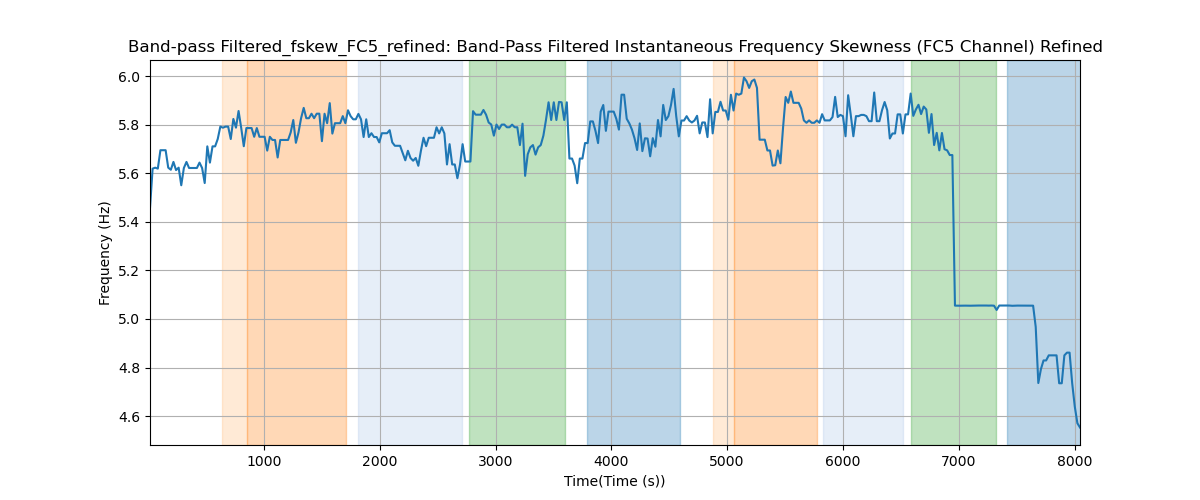 Band-pass Filtered_fskew_FC5_refined: Band-Pass Filtered Instantaneous Frequency Skewness (FC5 Channel) Refined
6.0
5.8
5.6
5.4
5.2
5.0
4.8
4.6
Frequency (Hz)
1000 2000 3000 4000 5000 6000 7000 8000
Time(Time (s))